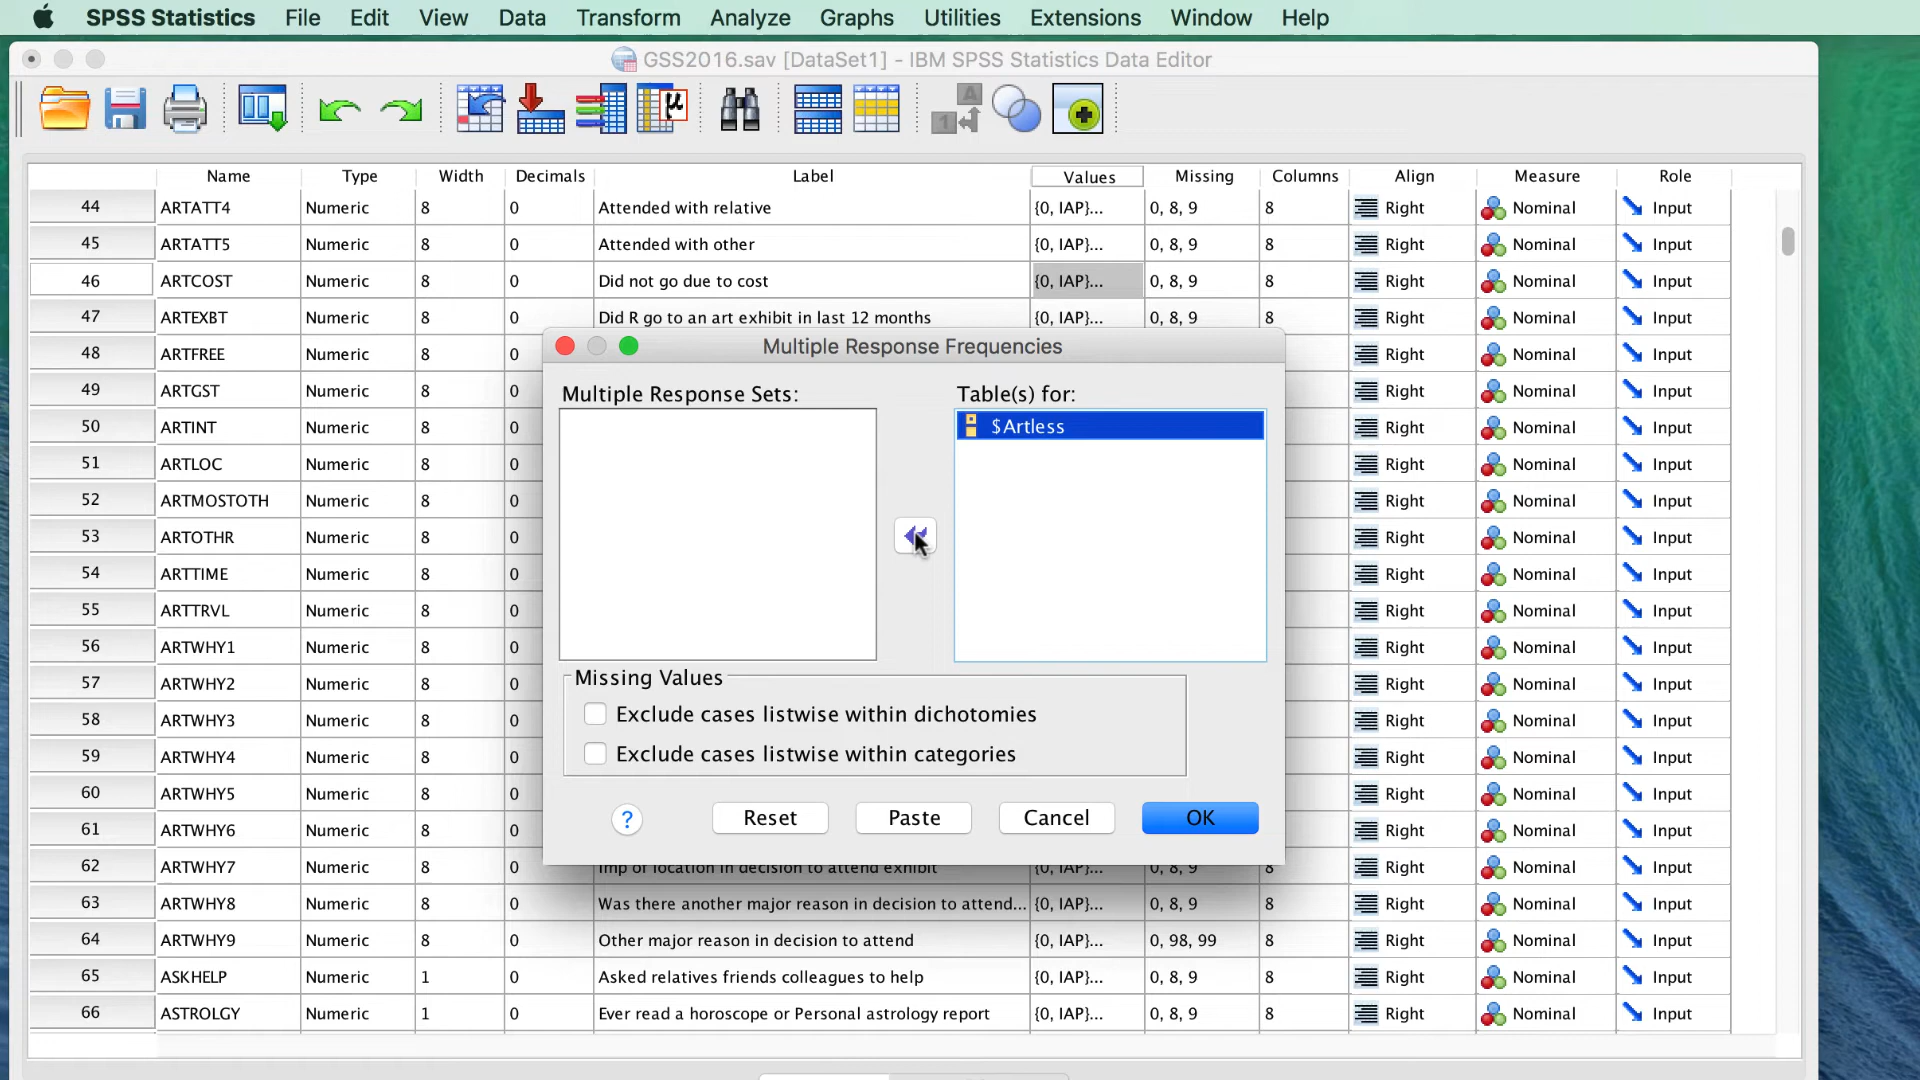 SPSS Statistics File Edit View Data Transform Analyze Graphs Utilities Extensions Window Help
GSS2016.sav [DataSet1] - IBM SPSS Statistics Data Editor
Name Type Width Decimals Label Values Missing Columns Align Measure Role
44 ARTATT4 Numeric 8 0 Attended with relative {0, IAP}... 0, 8, 9 8 Right Nominal Input
45 ARTATT5 Numeric 8 0 Attended with other {0, IAP}... 0, 8, 9 8 Right Nominal Input
46 ARTCOST Numeric 8 0 Did not go due to cost {0, IAP}... 0, 8, 9 8 Right Nominal Input
47 ARTEXBT Numeric 8 0 Did R go to an art exhibit in last 12 months {0, IAP}... 0, 8, 9 8 Right Nominal Input
48 ARTFREE Numeric 8 0 Right Nominal Input
49 ARTGST Numeric 8 0 Right Nominal Input
50 ARTINT Numeric 8 0 Right Nominal Input
51 ARTLOC Numeric 8 0 Right Nominal Input
52 ARTMOSTOTH Numeric 8 0 Right Nominal Input
53 ARTOTHR Numeric 8 0 Right Nominal Input
54 ARTTIME Numeric 8 0 Right Nominal Input
55 ARTTRVL Numeric 8 0 Right Nominal Input
56 ARTWHY1 Numeric 8 0 Right Nominal Input
57 ARTWHY2 Numeric 8 0 Right Nominal Input
58 ARTWHY3 Numeric 8 0 Right Nominal Input
59 ARTWHY4 Numeric 8 0 Right Nominal Input
60 ARTWHY5 Numeric 8 0 Right Nominal Input
61 ARTWHY6 Numeric 8 0 Right Nominal Input
62 ARTWHY7 Numeric 8 0 Imp of location in decision to attend exhibit {0, IAP}... 0, 8, 9 8 Right Nominal Input
63 ARTWHY8 Numeric 8 0 Was there another major reason in decision to attend... {0, IAP}... 0, 8, 9 8 Right Nominal Input
64 ARTWHY9 Numeric 8 0 Other major reason in decision to attend {0, IAP}... 0, 98, 99 8 Right Nominal Input
65 ASKHELP Numeric 1 0 Asked relatives friends colleagues to help {0, IAP}... 0, 8, 9 8 Right Nominal Input
66 ASTROLGY Numeric 1 0 Ever read a horoscope or Personal astrology report {0, IAP}... 0, 8, 9 8 Right Nominal Input
Multiple Response Frequencies
Multiple Response Sets: Table(s) for:
$Artless
Missing Values
Exclude cases listwise within dichotomies
Exclude cases listwise within categories
? Reset Paste Cancel OK